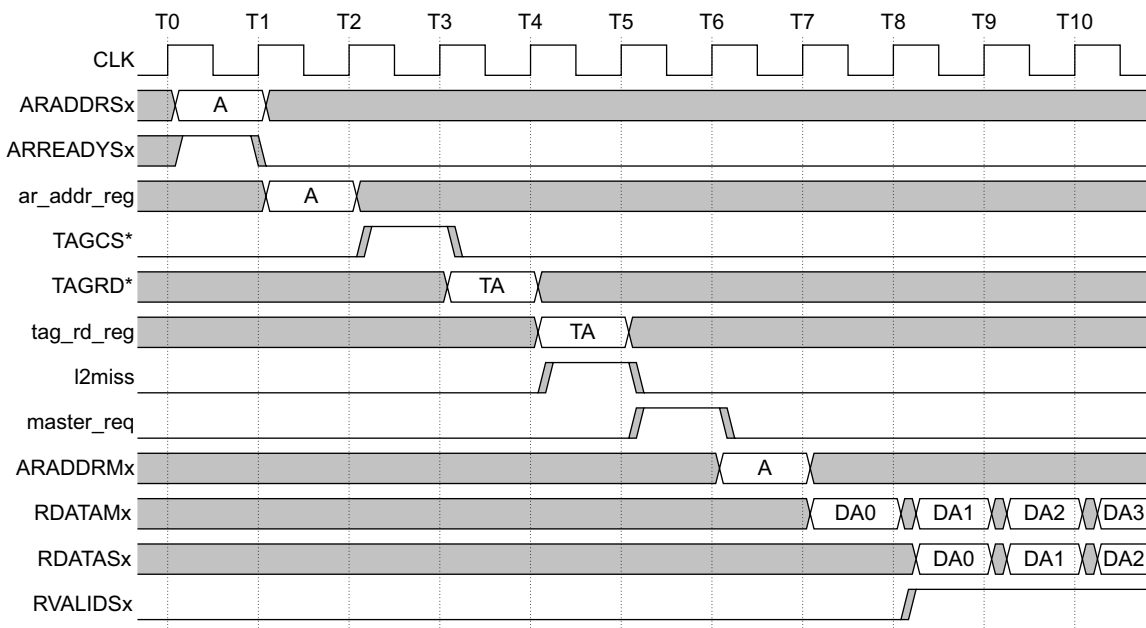 T0 T1 T2 T3 T4 T5 T6 T7 T8 T9 T10
CLK
ARADDRSx A
ARREADYSx
ar_addr_reg A
TAGCS*
TAGRD* TA
tag_rd_reg TA
l2miss
master_req
ARADDRMx A
RDATAMx DA0 DA1 DA2 DA3
RDATASx DA0 DA1 DA2
RVALIDSx